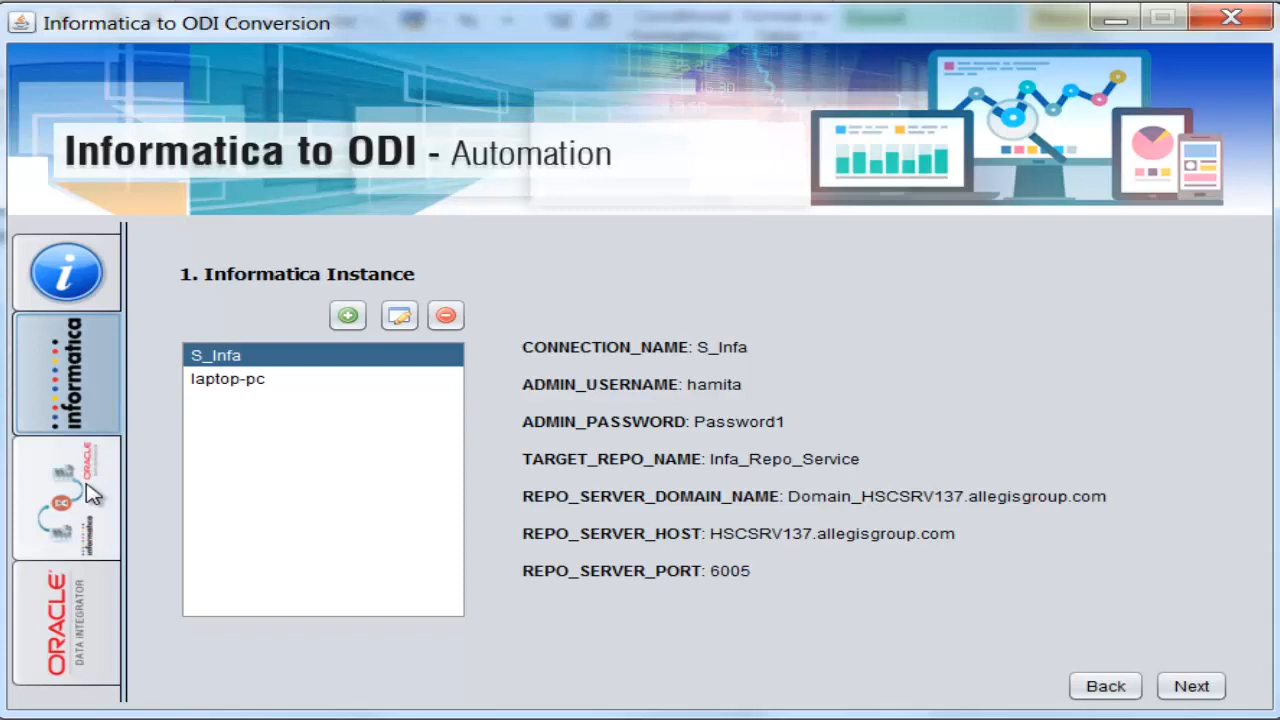 Informatica to ODI Conversion
Informatica to ODI - Automation
1. Informatica Instance
S_Infa
laptop-pc
CONNECTION_NAME: S_Infa
ADMIN_USERNAME: hamita
ADMIN_PASSWORD: Password1
TARGET_REPO_NAME: Infa_Repo_Service
REPO_SERVER_DOMAIN_NAME: Domain_HSCSRV137.allegisgroup.com
REPO_SERVER_HOST: HSCSRV137.allegisgroup.com
REPO_SERVER_PORT: 6005
i
informatica
ORACLE
informatica
ORACLE
DATA INTEGRATOR
Back
Next